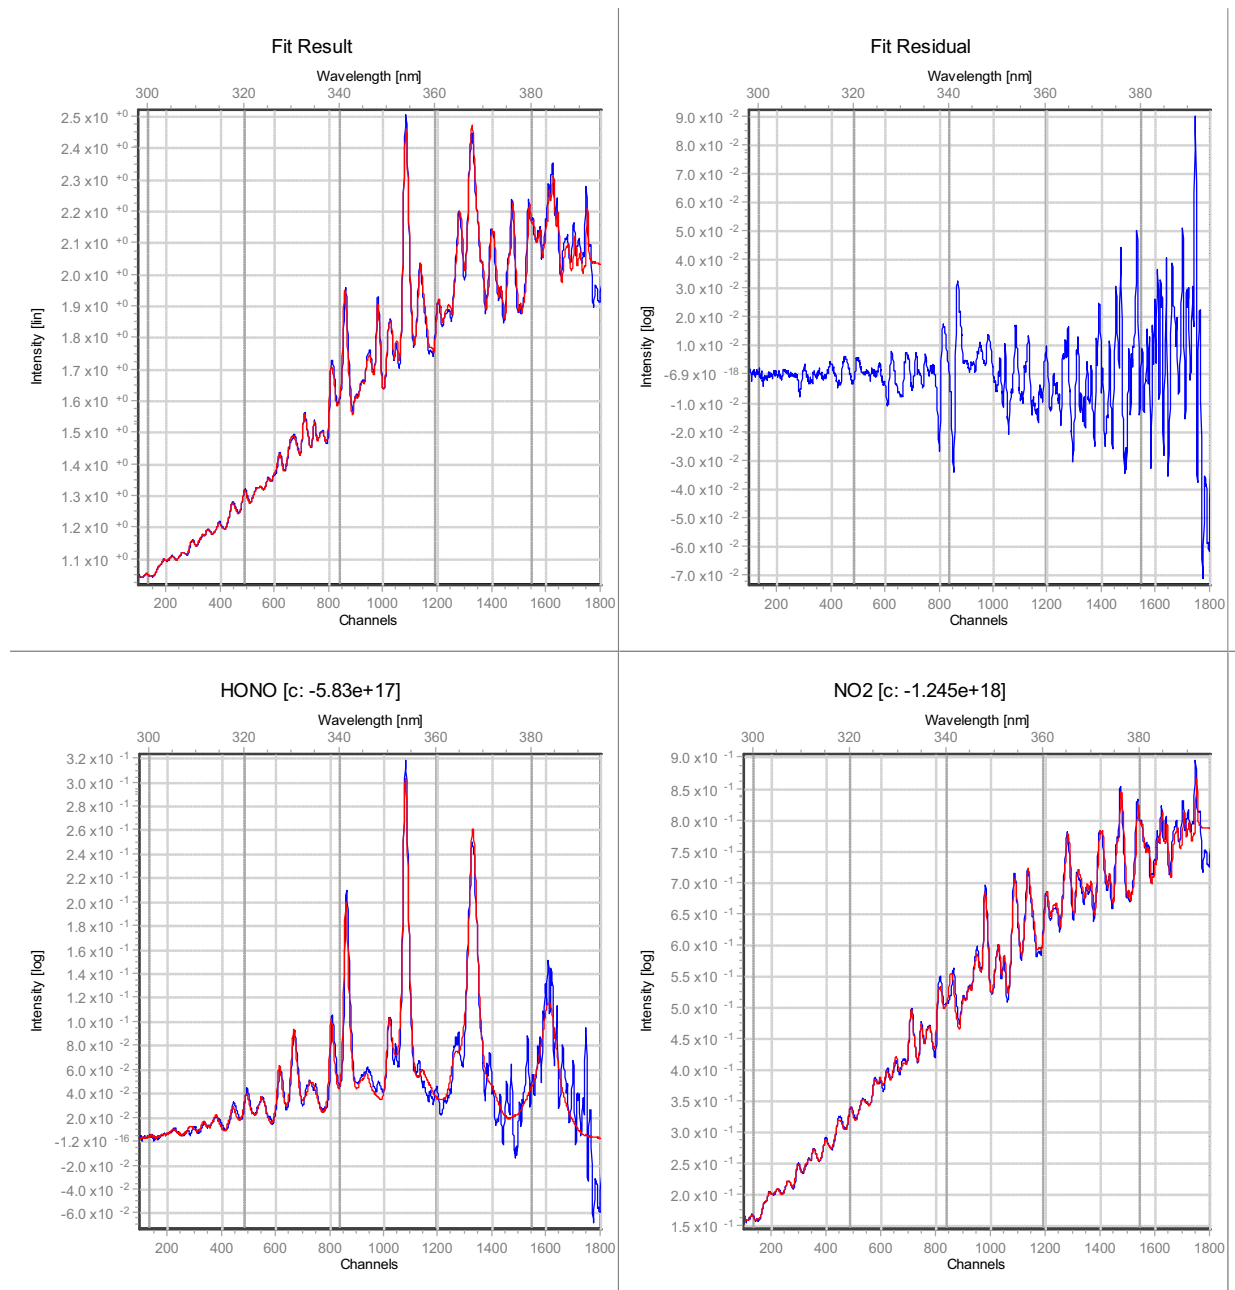 Fit Result
Wavelength [nm]
300 320 340 360 380
2.5 x10 +0
2.4 x10 +0
2.3 x10 +0
2.2 x10 +0
2.1 x10 +0
2.0 x10 +0
1.9 x10 +0
1.8 x10 +0
1.7 x10 +0
1.6 x10 +0
1.5 x10 +0
1.4 x10 +0
1.3 x10 +0
1.2 x10 +0
1.1 x10 +0
Intensity [lin]
200 400 600 800 1000 1200 1400 1600 1800
Channels
Fit Residual
Wavelength [nm]
300 320 340 360 380
9.0 x10 -2
8.0 x10 -2
7.0 x10 -2
6.0 x10 -2
5.0 x10 -2
4.0 x10 -2
3.0 x10 -2
2.0 x10 -2
1.0 x10 -2
-6.9 x10 -18
-1.0 x10 -2
-2.0 x10 -2
-3.0 x10 -2
-4.0 x10 -2
-5.0 x10 -2
-6.0 x10 -2
-7.0 x10 -2
Intensity [log]
200 400 600 800 1000 1200 1400 1600 1800
Channels
HONO [c: -5.83e+17]
Wavelength [nm]
300 320 340 360 380
3.2 x10 -1
3.0 x10 -1
2.8 x10 -1
2.6 x10 -1
2.4 x10 -1
2.2 x10 -1
2.0 x10 -1
1.8 x10 -1
1.6 x10 -1
1.4 x10 -1
1.2 x10 -1
1.0 x10 -1
8.0 x10 -2
6.0 x10 -2
4.0 x10 -2
2.0 x10 -2
-1.2 x10 -16
-2.0 x10 -2
-4.0 x10 -2
-6.0 x10 -2
Intensity [log]
200 400 600 800 1000 1200 1400 1600 1800
Channels
NO2 [c: -1.245e+18]
Wavelength [nm]
300 320 340 360 380
9.0 x10 -1
8.5 x10 -1
8.0 x10 -1
7.5 x10 -1
7.0 x10 -1
6.5 x10 -1
6.0 x10 -1
5.5 x10 -1
5.0 x10 -1
4.5 x10 -1
4.0 x10 -1
3.5 x10 -1
3.0 x10 -1
2.5 x10 -1
2.0 x10 -1
1.5 x10 -1
Intensity [log]
200 400 600 800 1000 1200 1400 1600 1800
Channels